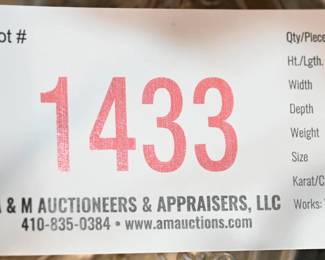 ot #
1433
& M AUCTIONEERS & APPRAISERS, LLC
410-835-0384 • www.amauctions.com
Qty/Piece
Ht./Lgth.
Width
Depth
Weight
Size
Karat/C
Works: